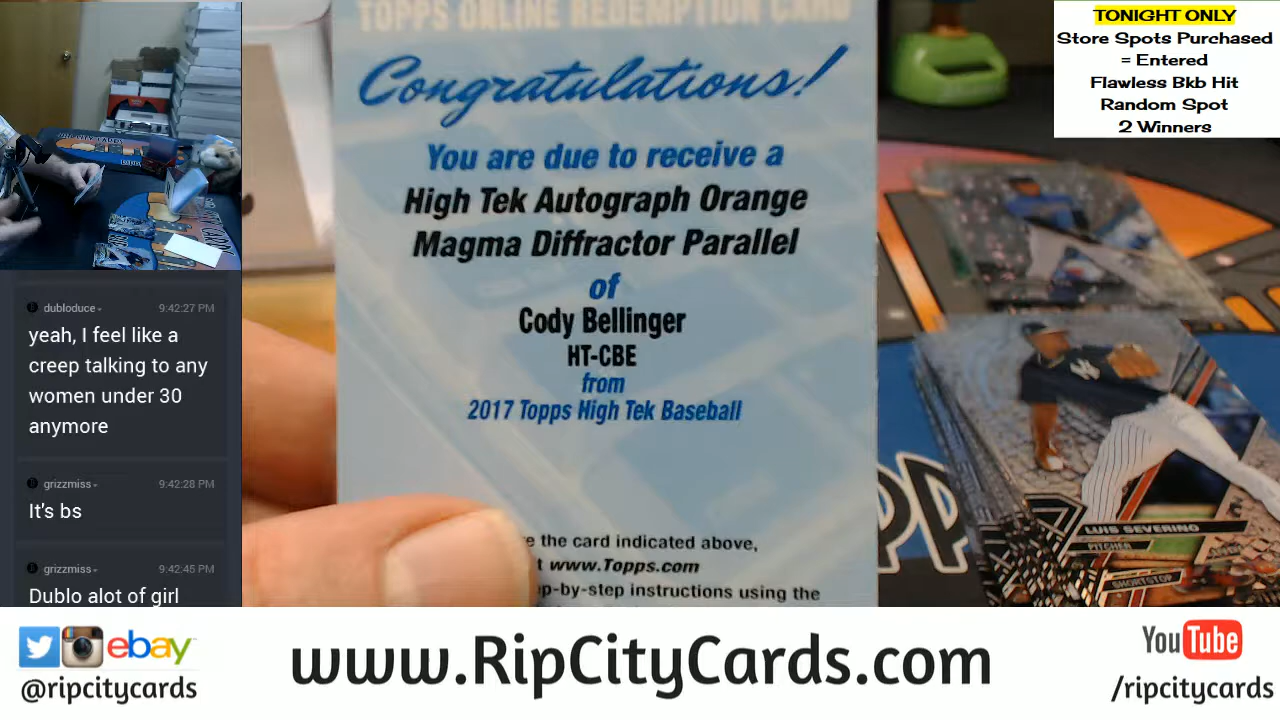 TOPPS ONLINE REDEMPTION CARD
Congratulations!
You are due to receive a
High Tek Autograph Orange
Magma Diffractor Parallel
of
Cody Bellinger
HT-CBE
from
2017 Topps High Tek Baseball
the card indicated above,
www.Topps.com
instructions using the
TONIGHT ONLY
Store Spots Purchased
= Entered
Flawless Bkb Hit
Random Spot
2 Winners
dubloduce
9:42:27 PM
yeah, I feel like a
creep talking to any
women under 30
anymore
grizzmiss
9:42:28 PM
It's bs
grizzmiss
9:42:45 PM
Dublo alot of girl
LUIS SEVERINO
PITCHER
SHORTSTOP
ebay
@ripcitycards
www.RipCityCards.com
YouTube
/ripcitycards